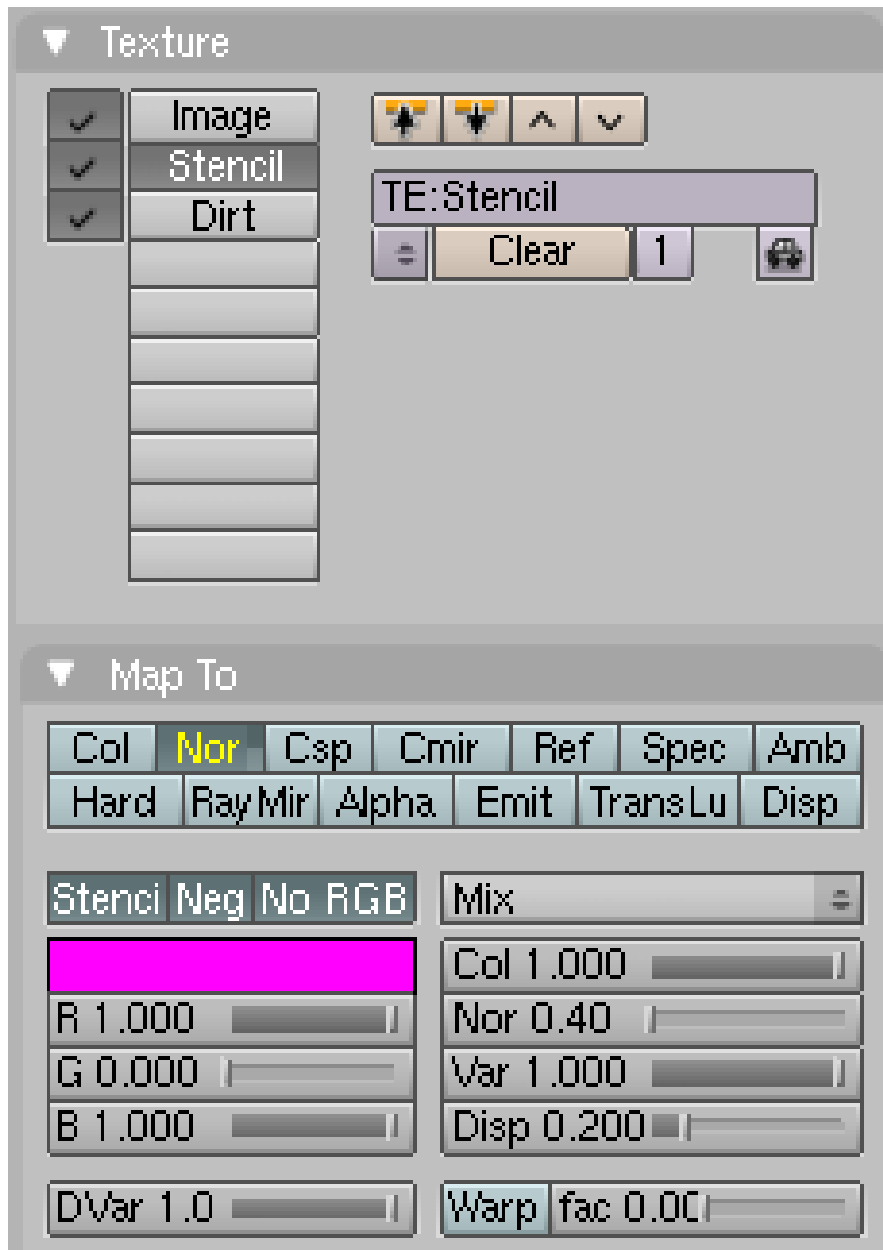 Texture
Image
Stencil
Dirt
TE:Stencil
Clear 1
Map To
Col Nor Csp Cmir Ref Spec Amb
Hard RayMir Alpha Emit TransLu Disp
Stenci Neg No RGB Mix
Col 1.000
R 1.000 Nor 0.40
G 0.000 Var 1.000
B 1.000 Disp 0.200
DVar 1.0 Warp fac 0.00